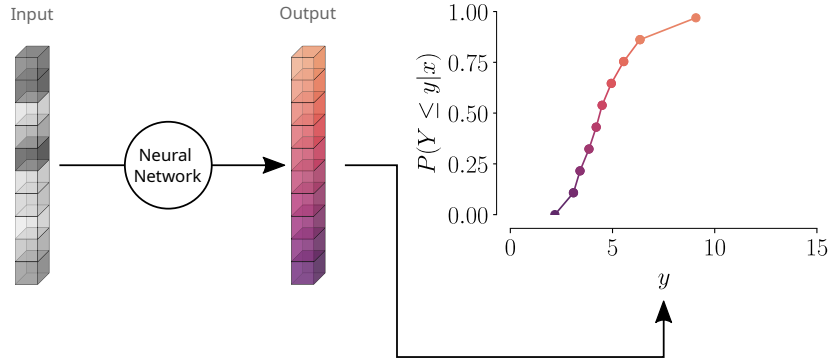 Input
Output
Neural
Network
P(Y ≤ y|x)
1.00
0.75
0.50
0.25
0.00
0
5
10
15
y